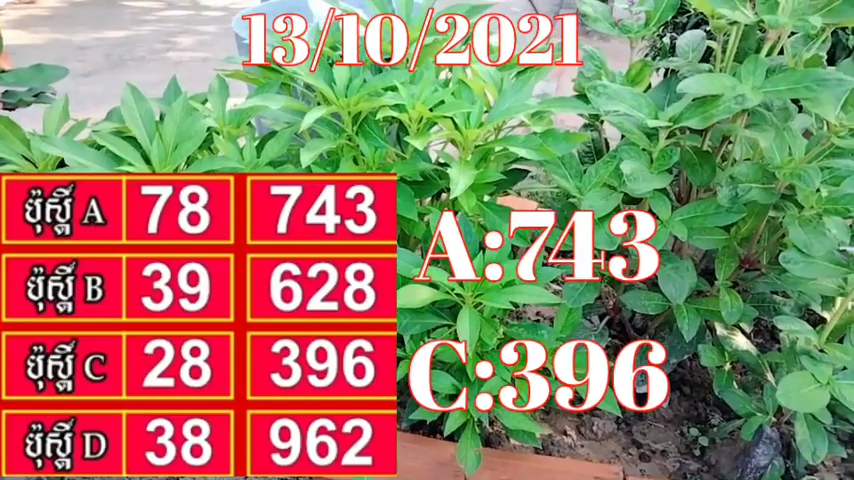 13/10/2021
ប៉ុស្តិ៍ A 78 743
ប៉ុស្តិ៍ B 39 628
ប៉ុស្តិ៍ C 28 396
ប៉ុស្តិ៍ D 38 962
A:743
C:396